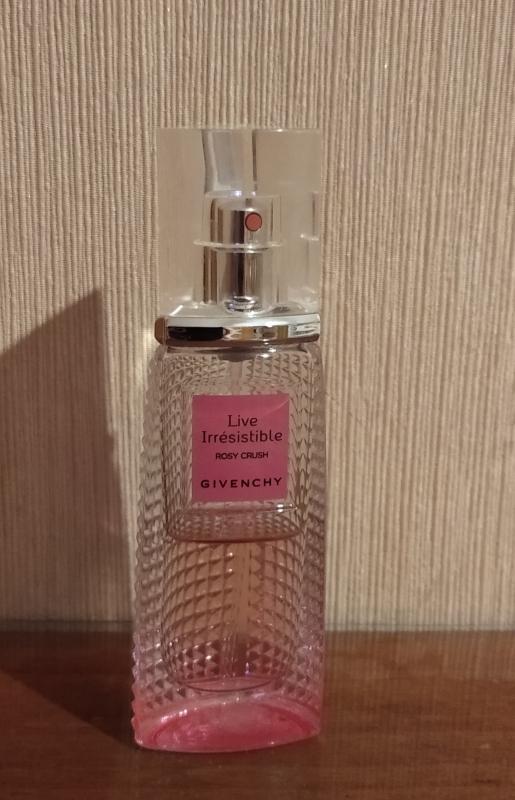 Live
Irrésistible
ROSY CRUSH
GIVENCHY